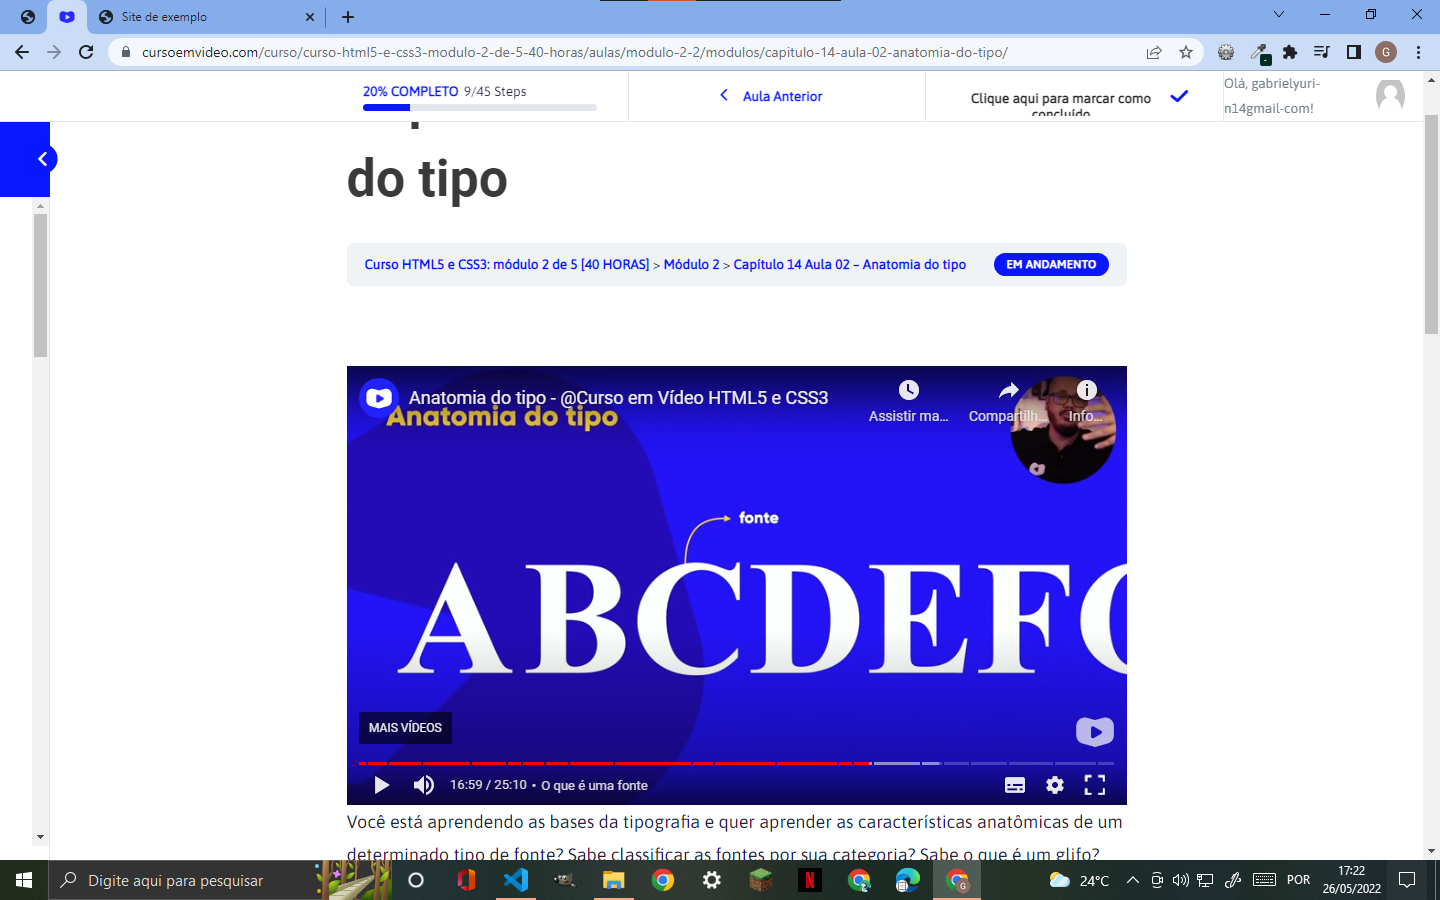 Site de exemplo
cursoemvideo.com/curso/curso-html5-e-css3-modulo-2-de-5-40-horas/aulas/modulo-2-2/modulos/capitulo-14-aula-02-anatomia-do-tipo/
G
20% COMPLETO 9/45 Steps
Aula Anterior
Clique aqui para marcar como
concluído
Olá, gabrielyuri-
n14gmail-com!
do tipo
Curso HTML5 e CSS3: módulo 2 de 5 [40 HORAS] > Módulo 2 > Capítulo 14 Aula 02 – Anatomia do tipo
EM ANDAMENTO
Anatomia do tipo - @Curso em Vídeo HTML5 e CSS3
Assistir ma...
Compartilh...
Info...
Anatomia do tipo
fonte
ABCDEFG
MAIS VÍDEOS
16:59 / 25:10 • O que é uma fonte
Você está aprendendo as bases da tipografia e quer aprender as características anatômicas de um
determinado tipo de fonte? Sabe classificar as fontes por sua categoria? Sabe o que é um glifo?
Digite aqui para pesquisar
24°C
POR
17:22
26/05/2022